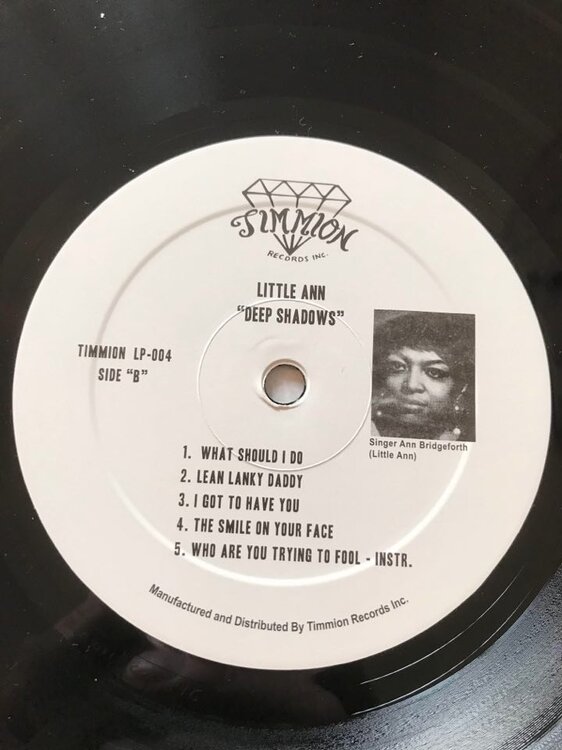 TIMMION
RECORDS INC.
LITTLE ANN
"DEEP SHADOWS"
TIMMION LP-004
SIDE "B"
Singer Ann Bridgeforth
(Little Ann)
1. WHAT SHOULD I DO
2. LEAN LANKY DADDY
3. I GOT TO HAVE YOU
4. THE SMILE ON YOUR FACE
5. WHO ARE YOU TRYING TO FOOL - INSTR.
Manufactured and Distributed By Timmion Records Inc.